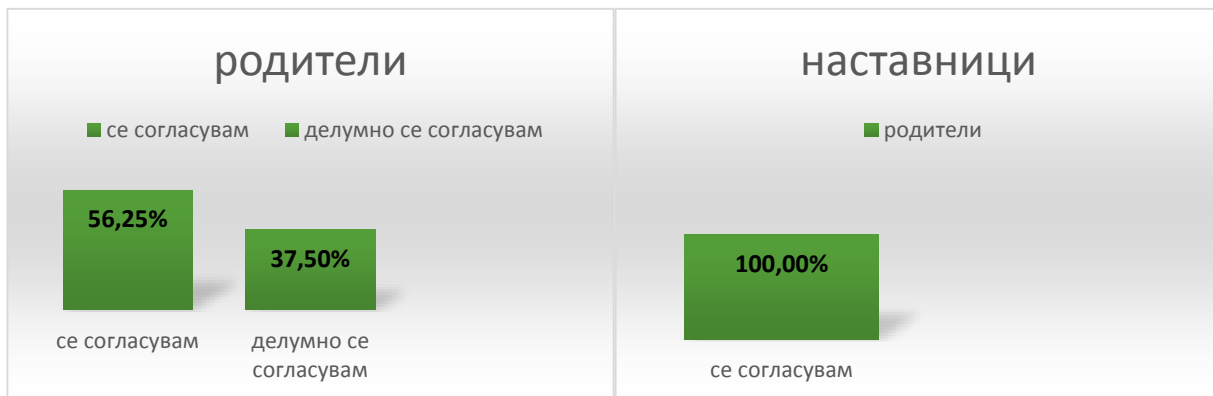 родители
се согласувам
делумно се согласувам
56,25%
37,50%
се согласувам
делумно се
согласувам
наставници
родители
100,00%
се согласувам